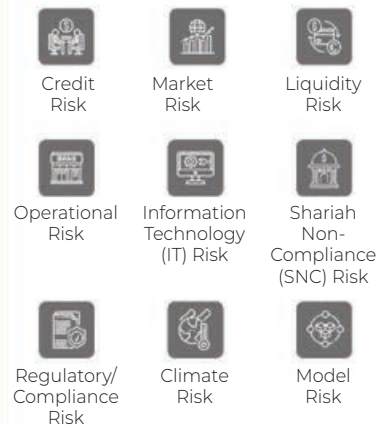 Credit
Risk
Market
Risk
Liquidity
Risk
Operational
Risk
Information
Technology
(IT) Risk
Shariah
Non-
Compliance
(SNC) Risk
Regulatory/
Compliance
Risk
Climate
Risk
Model
Risk